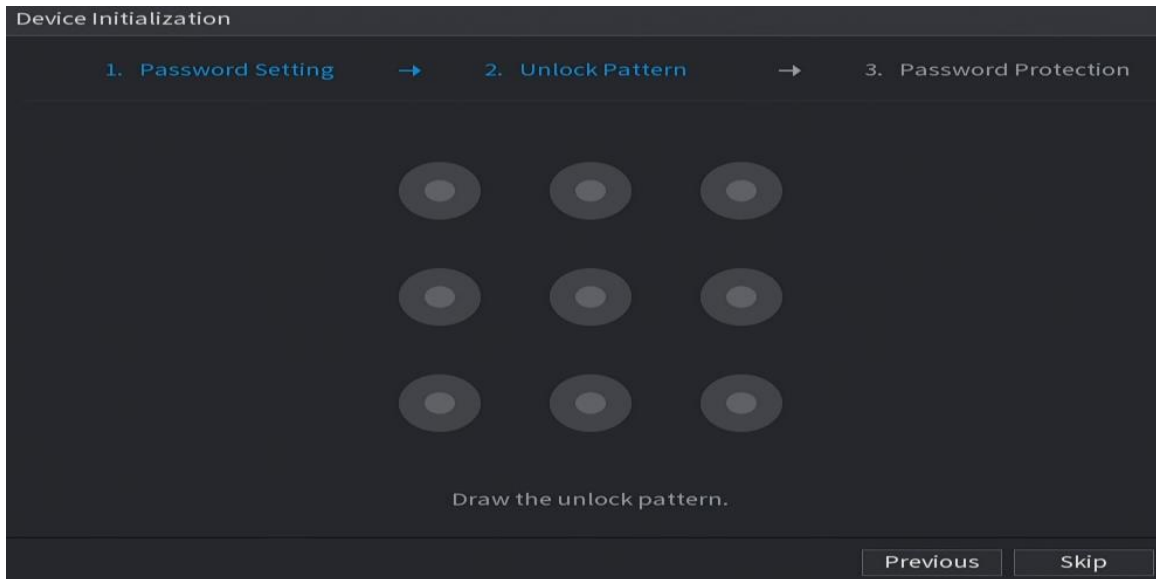 Device Initialization
1. Password Setting → 2. Unlock Pattern → 3. Password Protection
Draw the unlock pattern.
Previous Skip